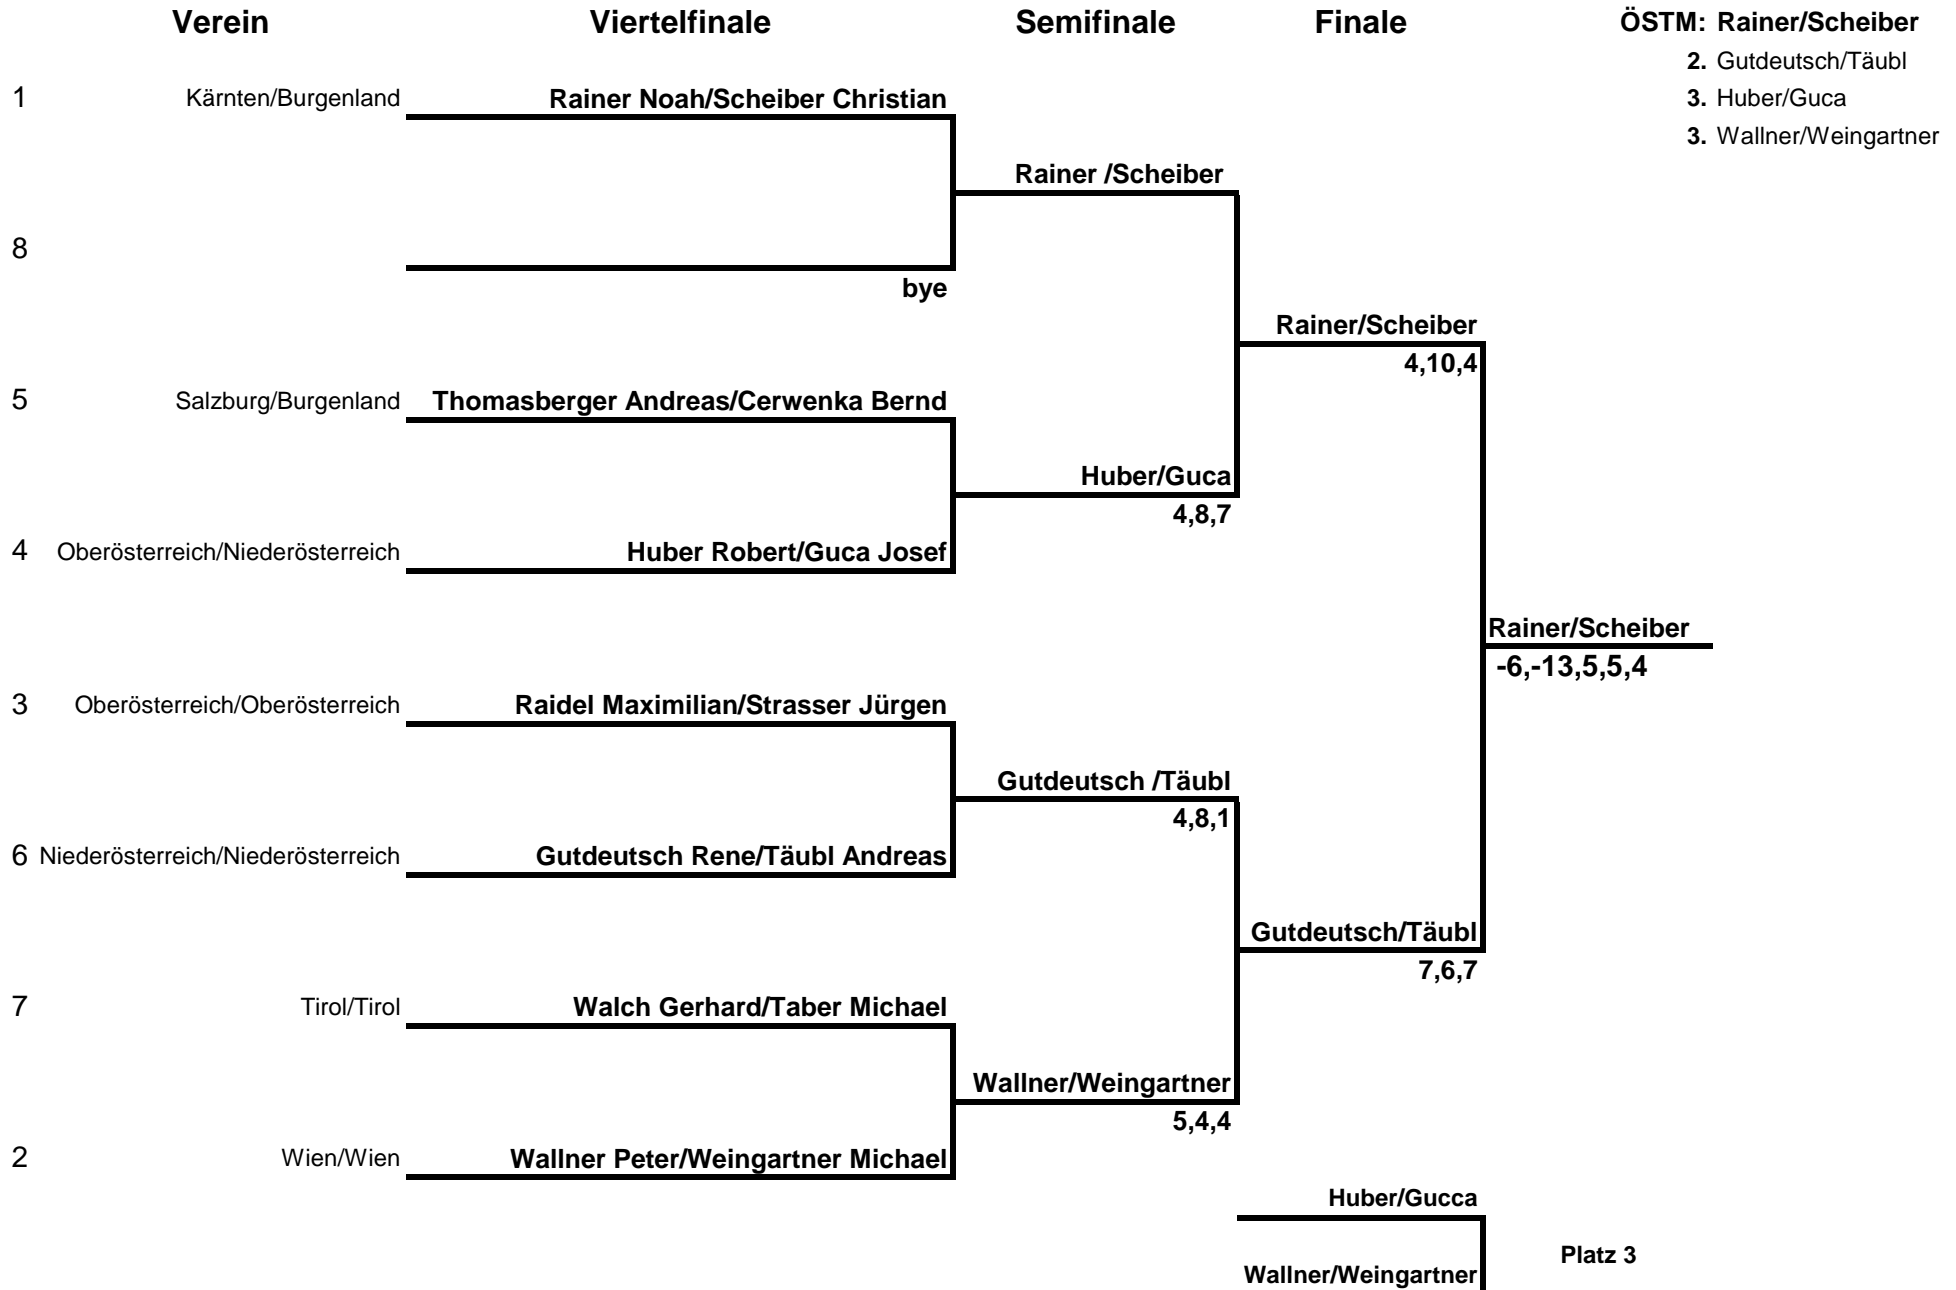 Verein Viertelfinale Semifinale Finale ÖSTM: Rainer/Scheiber
2. Gutdeutsch/Täubl
1 Kärnten/Burgenland Rainer Noah/Scheiber Christian 3. Huber/Guca
3. Wallner/Weingartner
Rainer /Scheiber
8
bye
Rainer/Scheiber
4,10,4
5 Salzburg/Burgenland Thomasberger Andreas/Cerwenka Bernd
Huber/Guca
4,8,7
4 Oberösterreich/Niederösterreich Huber Robert/Guca Josef
Rainer/Scheiber
-6,-13,5,5,4
3 Oberösterreich/Oberösterreich Raidel Maximilian/Strasser Jürgen
Gutdeutsch /Täubl
4,8,1
6 Niederösterreich/Niederösterreich Gutdeutsch Rene/Täubl Andreas
Gutdeutsch/Täubl
7,6,7
7 Tirol/Tirol Walch Gerhard/Taber Michael
Wallner/Weingartner
5,4,4
2 Wien/Wien Wallner Peter/Weingartner Michael
Huber/Gucca
Platz 3
Wallner/Weingartner